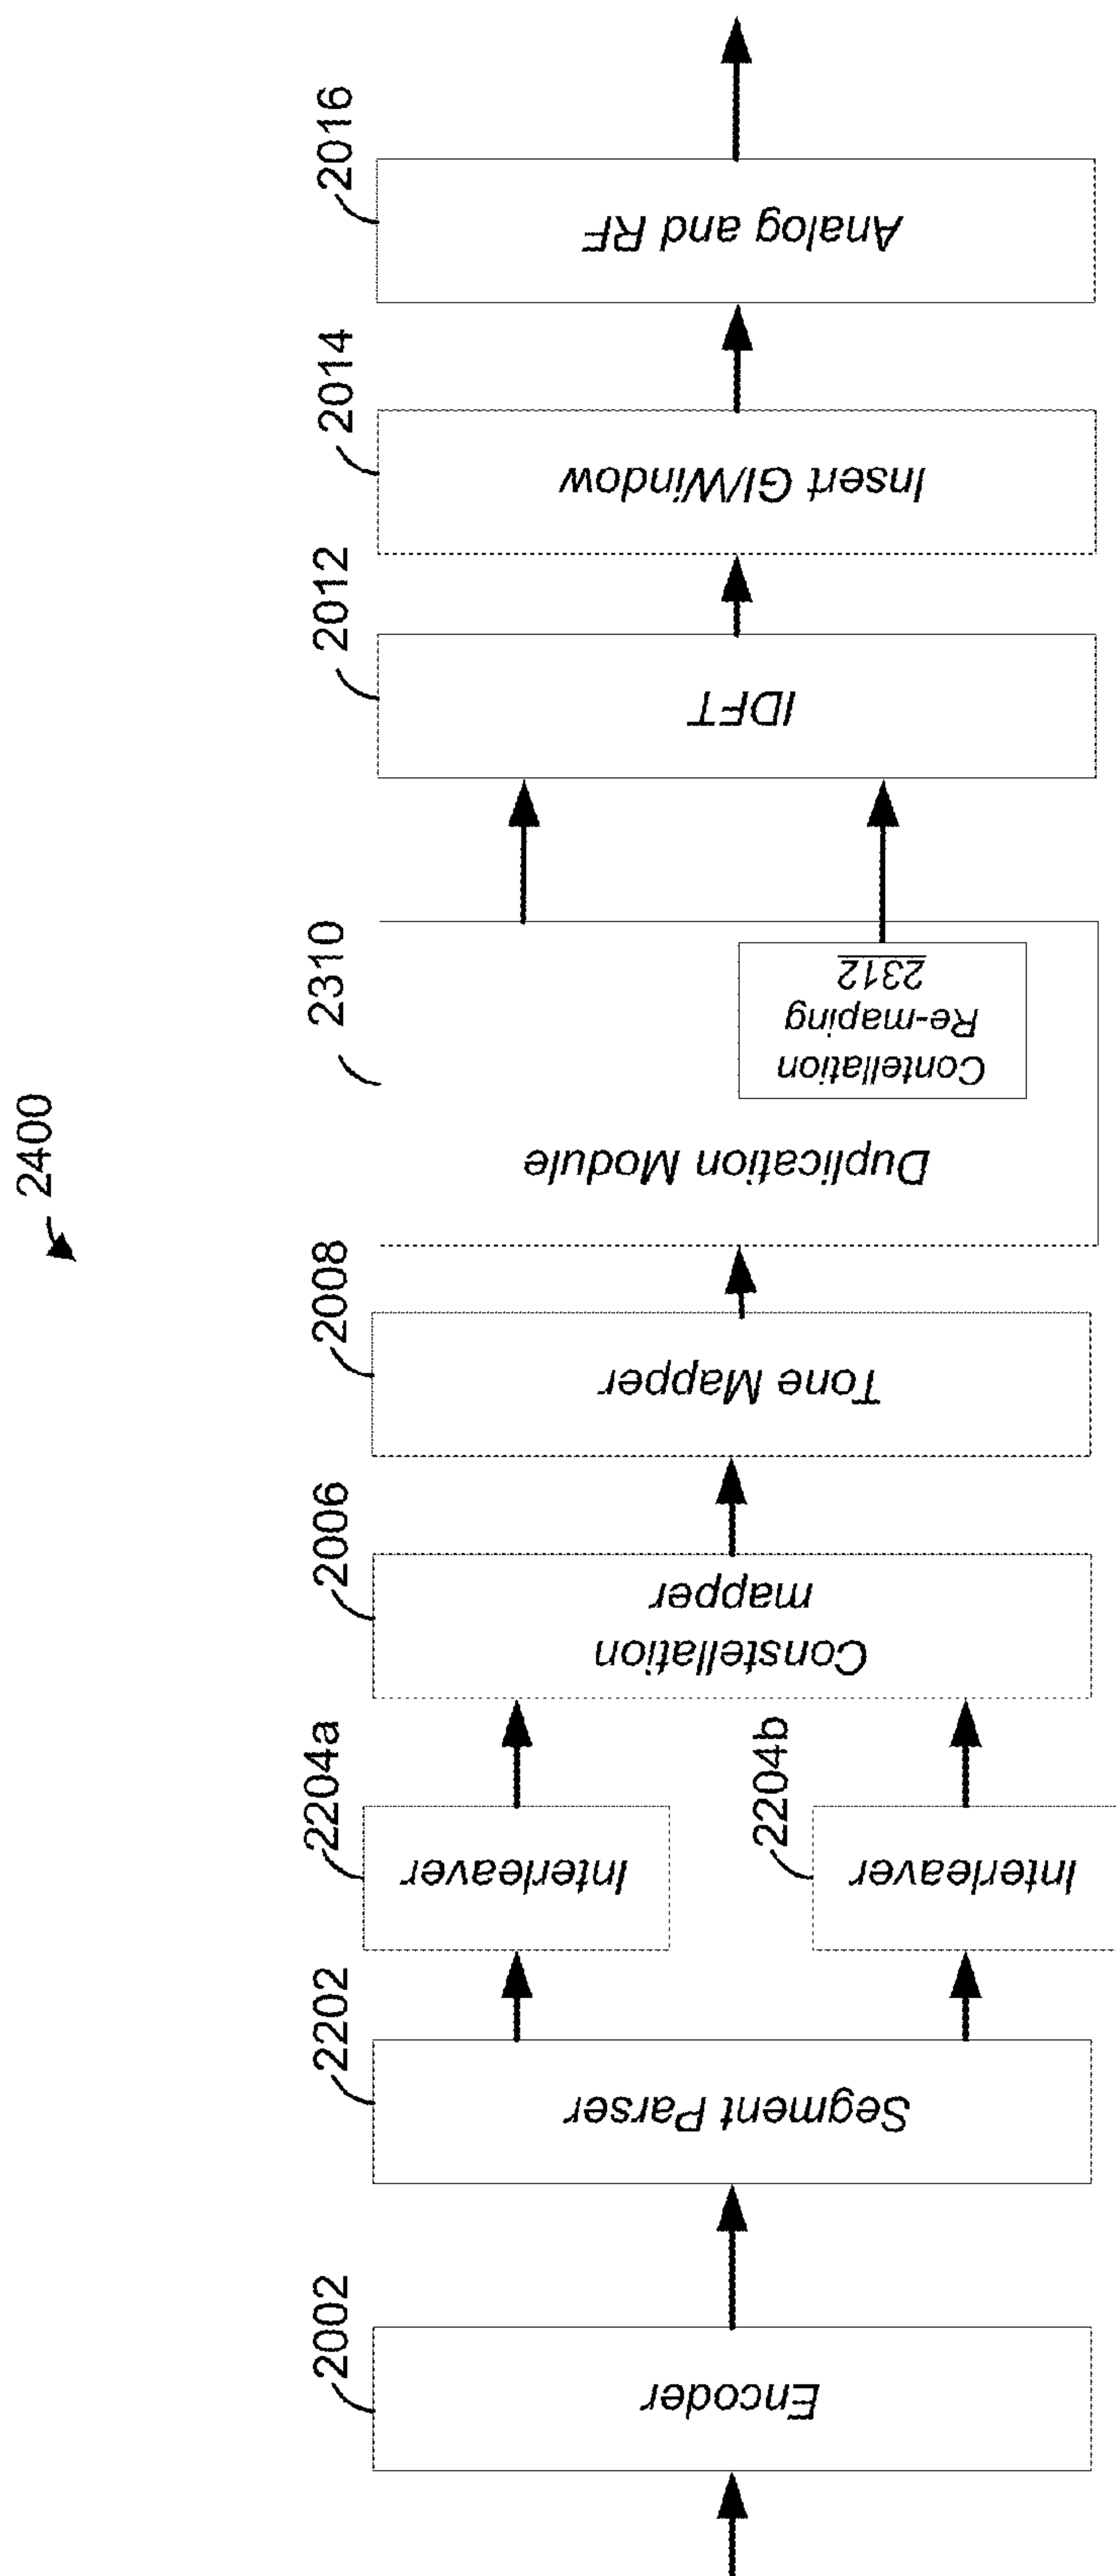 2400
2002
Encoder
2202
Segment Parser
2204a
Interleaver
2204b
Interleaver
2006
Constellation
mapper
2008
Tone Mapper
2310
Duplication Module
Contellation
Re-maping
2312
2012
IDFT
2014
Insert GI/Window
2016
Analog and RF